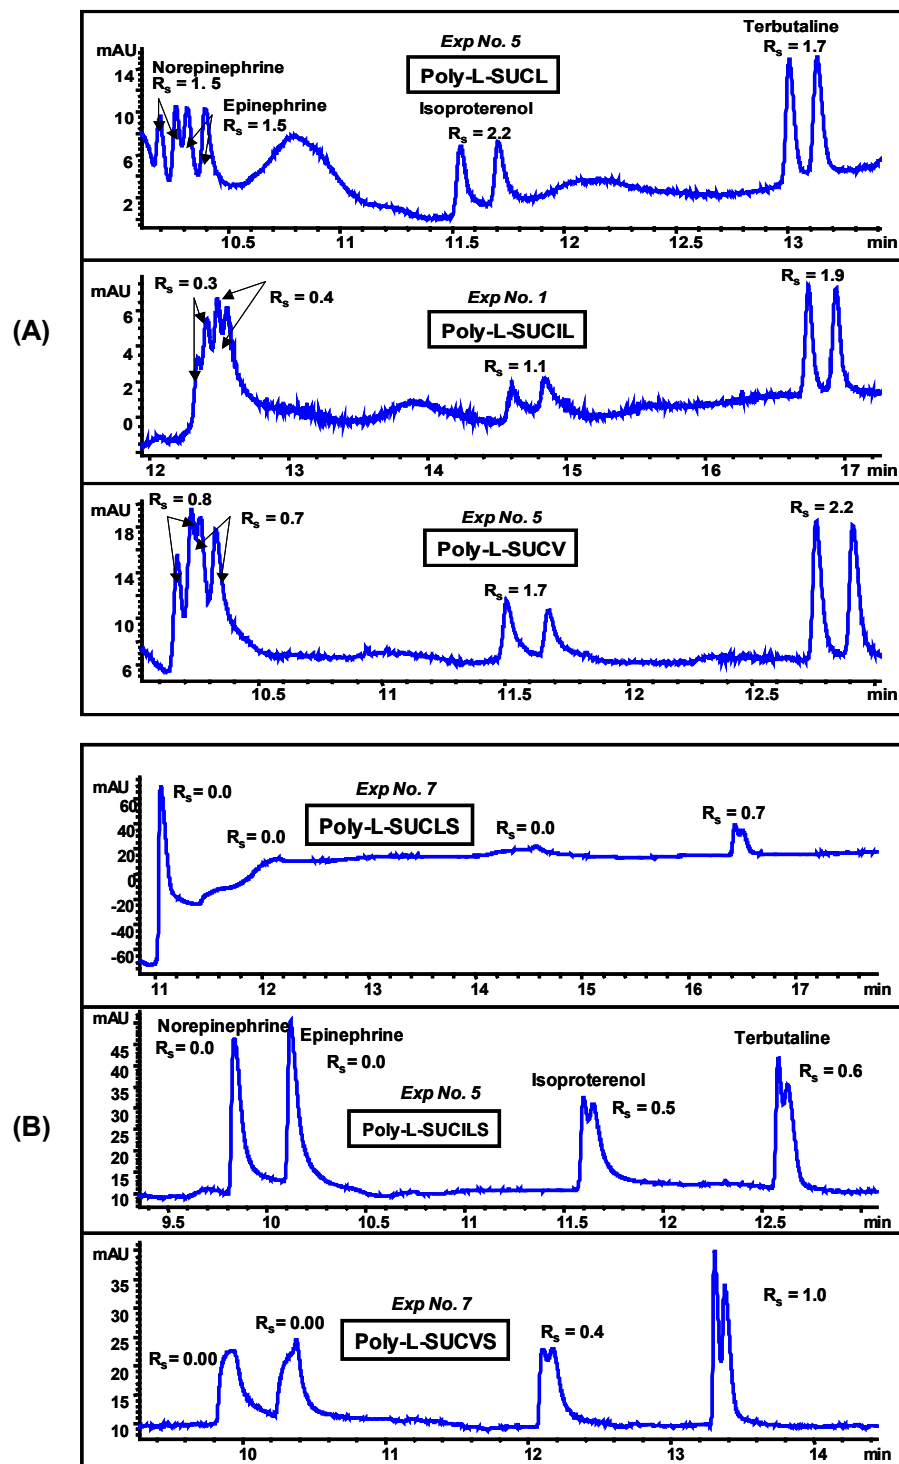 (A)
mAU
14
10
6
2
Exp No. 5
Poly-L-SUCL
Norepinephrine
Rs = 1. 5
Epinephrine
Rs = 1.5
Isoproterenol
Rs = 2.2
Terbutaline
Rs = 1.7
10.5 11 11.5 12 12.5 13 min
mAU
6
4
2
0
Rs = 0.3
Rs = 0.4
Exp No. 1
Poly-L-SUCIL
Rs = 1.1
Rs = 1.9
12 13 14 15 16 17 min
mAU
18
14
10
6
Rs = 0.8
Rs = 0.7
Exp No. 5
Poly-L-SUCV
Rs = 1.7
Rs = 2.2
10.5 11 11.5 12 12.5 min
(B)
mAU
60
40
20
0
-20
-40
-60
Rs = 0.0
Rs = 0.0
Exp No. 7
Poly-L-SUCLS
Rs = 0.0
Rs = 0.7
11 12 13 14 15 16 17 min
mAU
45
40
35
30
25
20
15
10
Norepinephrine
Rs = 0.0
Epinephrine
Rs = 0.0
Exp No. 5
Poly-L-SUCILS
Isoproterenol
Rs = 0.5
Terbutaline
Rs = 0.6
9.5 10 10.5 11 11.5 12 12.5 min
mAU
35
30
25
20
15
10
Rs = 0.00
Rs = 0.00
Exp No. 7
Poly-L-SUCVS
Rs = 0.4
Rs = 1.0
10 11 12 13 14 min